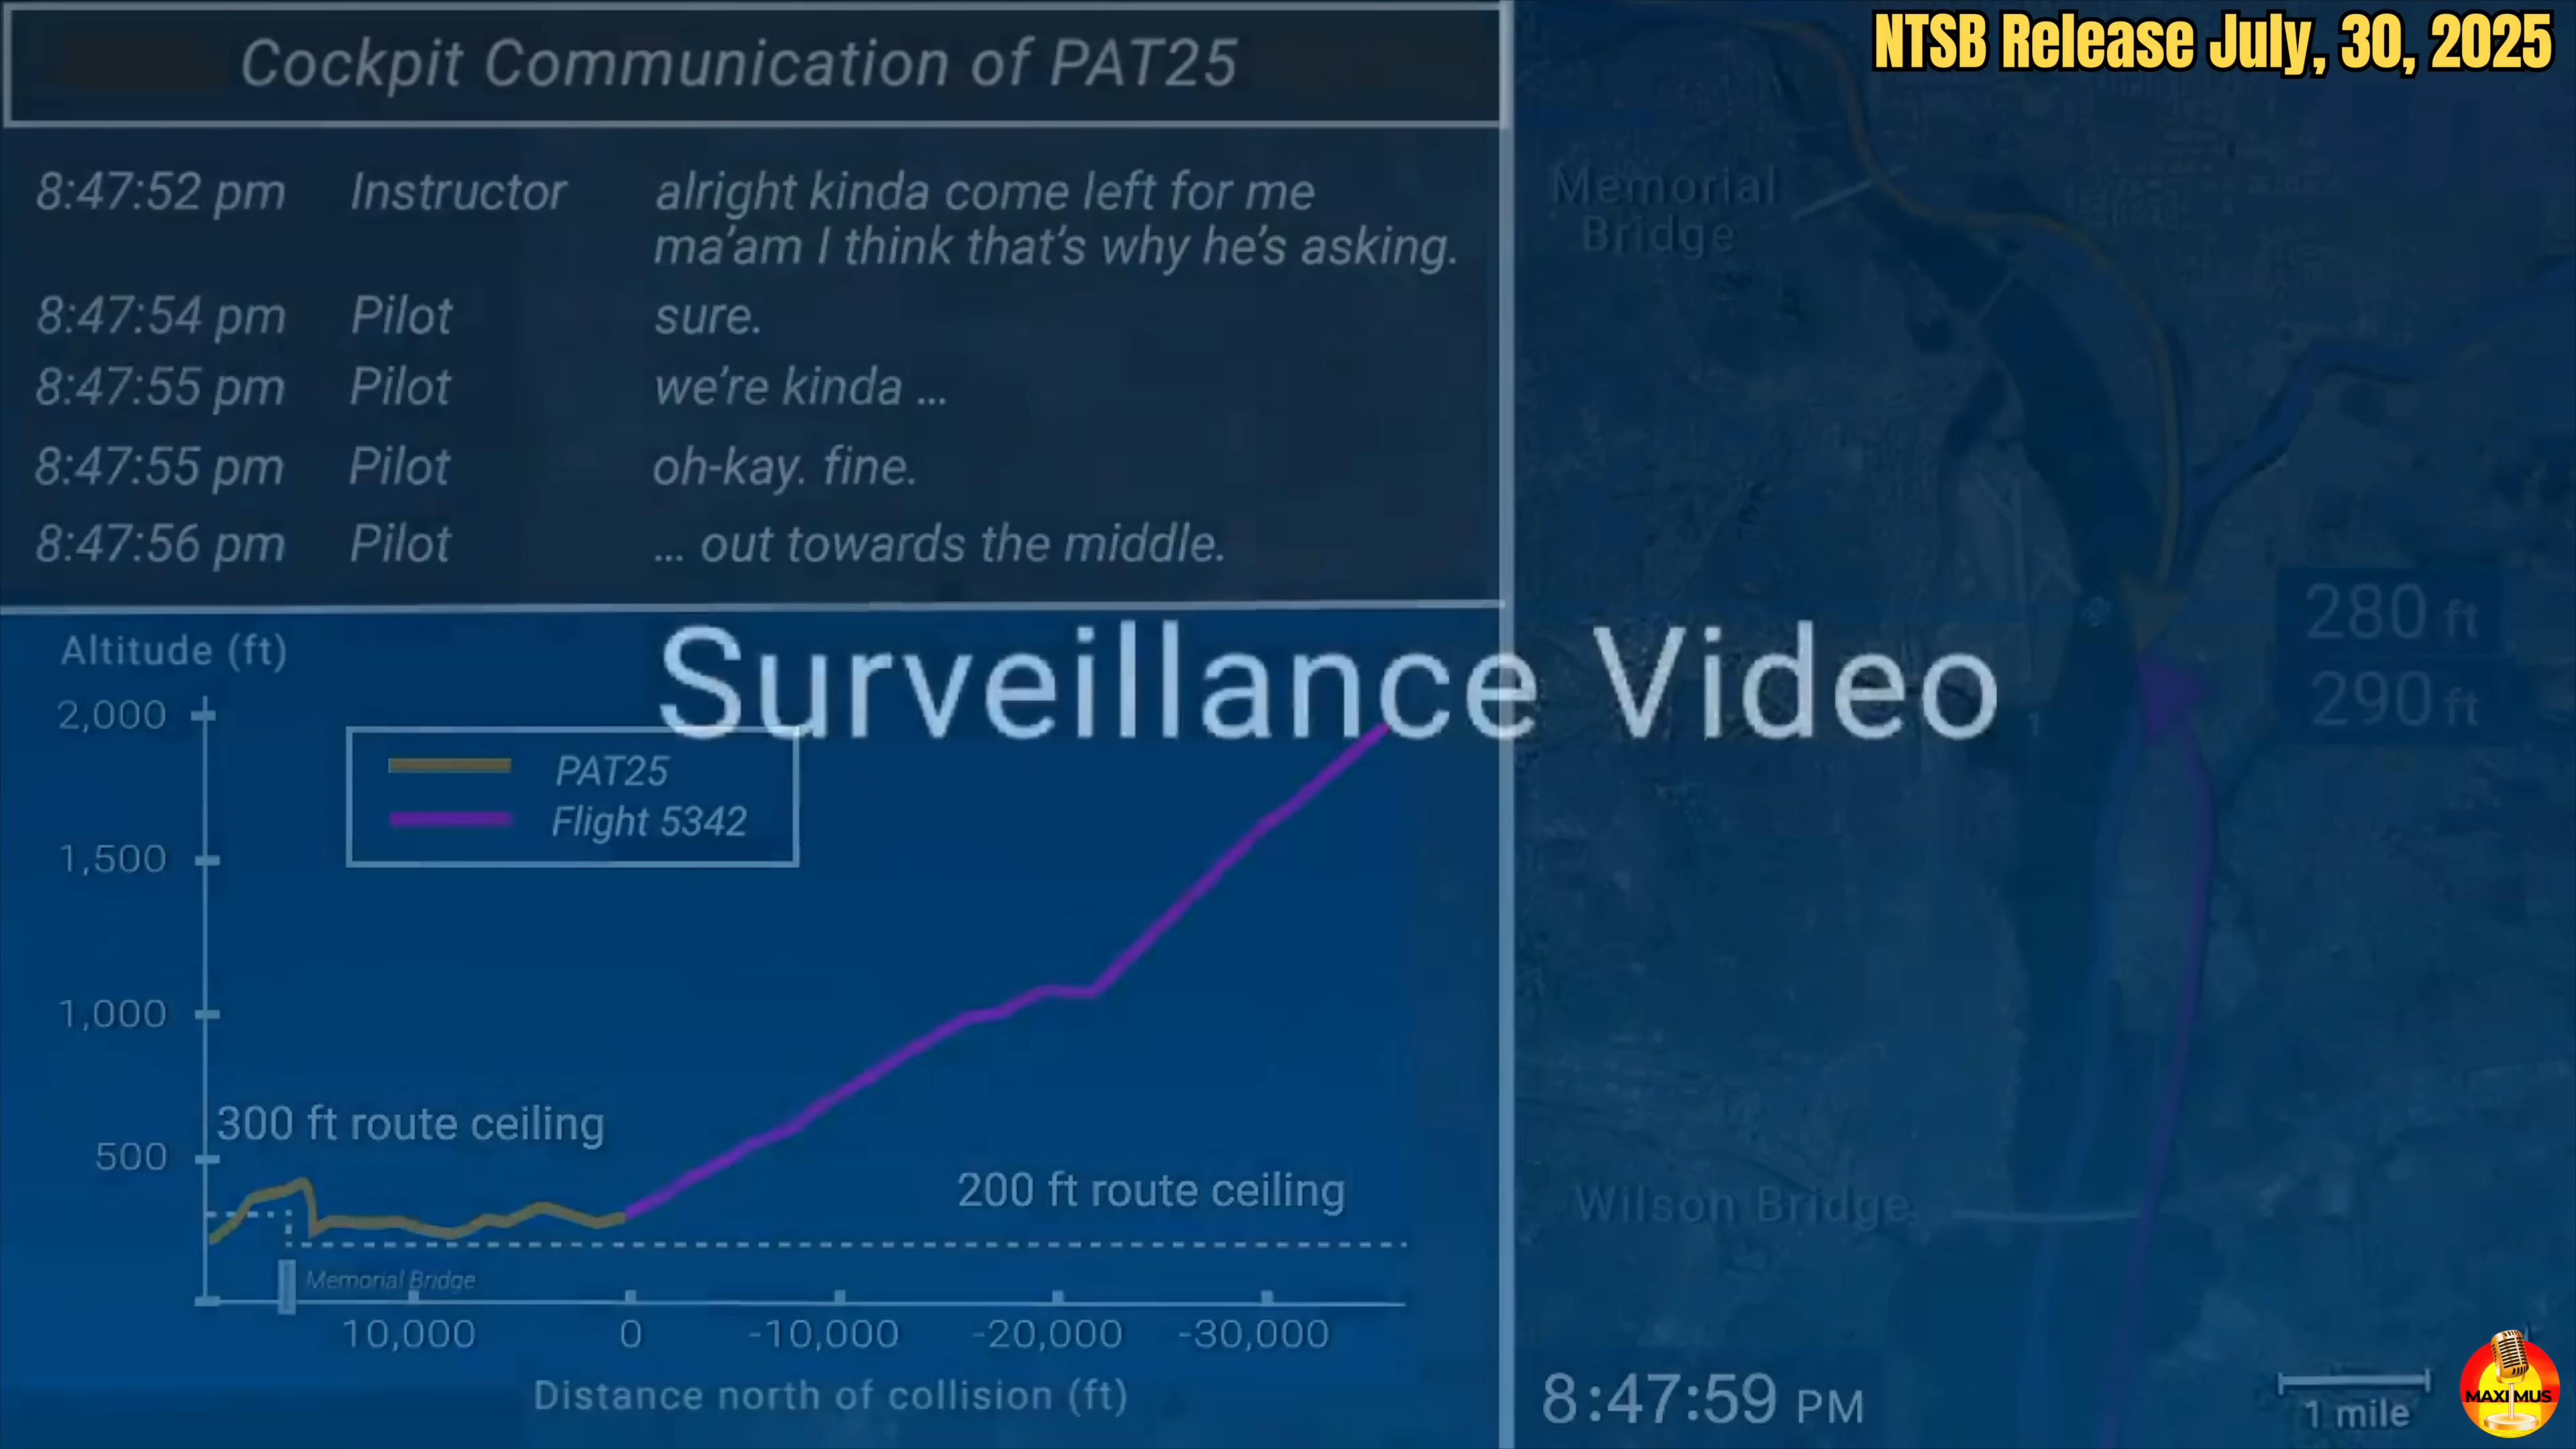 NTSB Release July, 30, 2025
Cockpit Communication of PAT25
8:47:52 pm Instructor alright kinda come left for me
ma'am I think that's why he's asking.
8:47:54 pm Pilot sure.
8:47:55 pm Pilot we're kinda ...
8:47:55 pm Pilot oh-kay. fine.
8:47:56 pm Pilot ... out towards the middle.
Memorial
Bridge
280 ft
290 ft
Surveillance Video
Altitude (ft)
2,000
1,500
1,000
500
PAT25
Flight 5342
300 ft route ceiling
200 ft route ceiling
Memorial Bridge
10,000 0 -10,000 -20,000 -30,000
Distance north of collision (ft)
1
Wilson Bridge
8:47:59 PM
1 mile
MAXIMUS